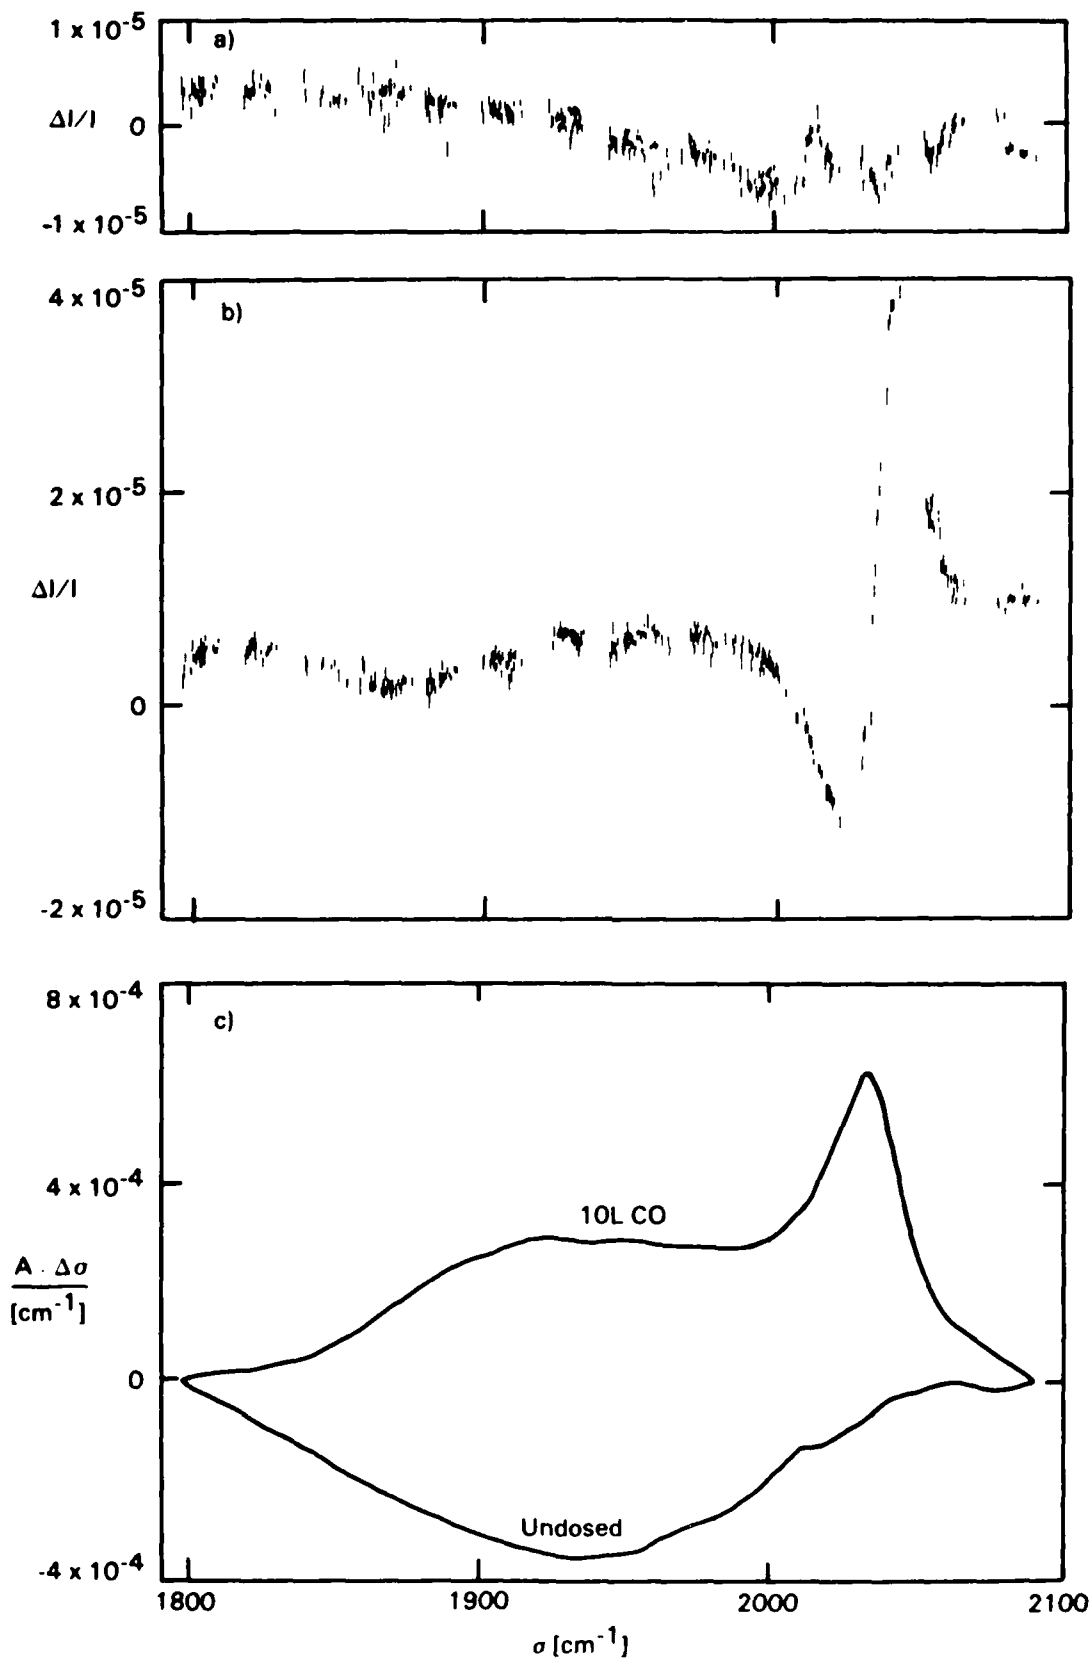 1 x 10-5
a)
ΔI/I
0
-1 x 10-5
4 x 10-5
b)
2 x 10-5
ΔI/I
0
-2 x 10-5
8 x 10-4
c)
4 x 10-4
10L CO
A · Δσ
[cm-1]
0
Undosed
-4 x 10-4
1800 1900 2000 2100
σ [cm-1]